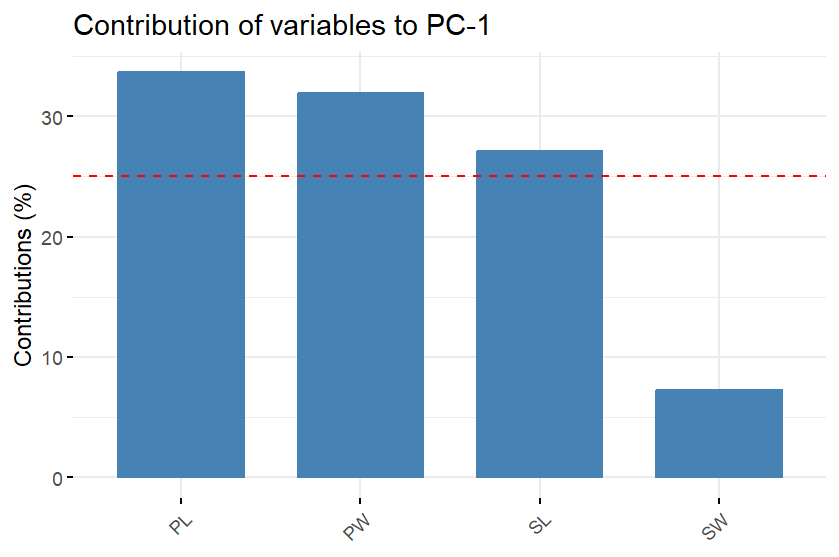 Contribution of variables to PC-1
Contributions (%)
30
20
10
0
PL
PW
SL
SW